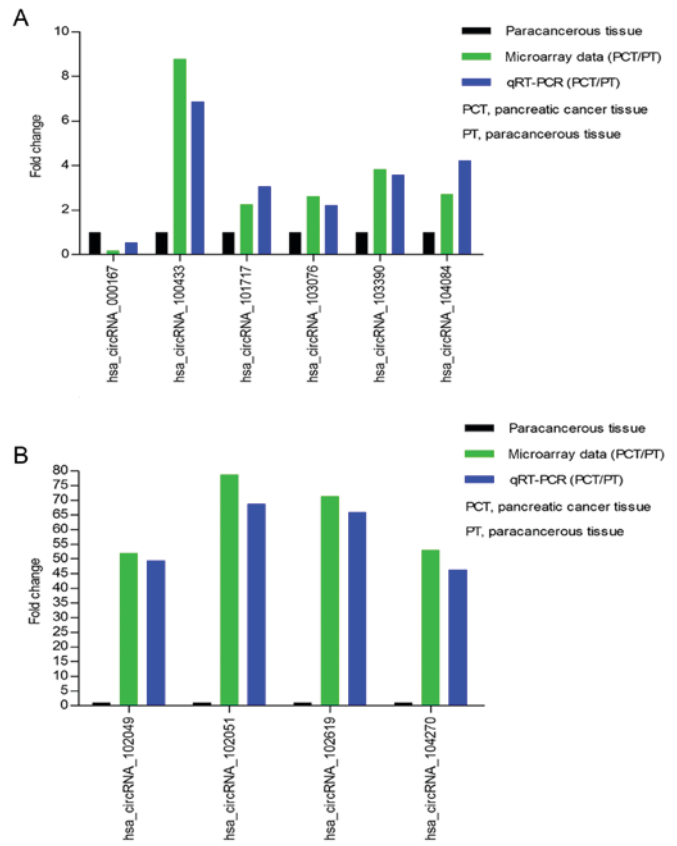 A
Paracancerous tissue
Microarray data (PCT/PT)
qRT-PCR (PCT/PT)
PCT, pancreatic cancer tissue
PT, paracancerous tissue
Fold change
10
8
6
4
2
0
hsa_circRNA_000167
hsa_circRNA_100433
hsa_circRNA_101717
hsa_circRNA_103076
hsa_circRNA_103390
hsa_circRNA_104084
B
Paracancerous tissue
Microarray data (PCT/PT)
qRT-PCR (PCT/PT)
PCT, pancreatic cancer tissue
PT, paracancerous tissue
Fold change
80
75
70
65
60
55
50
45
40
35
30
25
20
15
10
5
0
hsa_circRNA_102049
hsa_circRNA_102051
hsa_circRNA_102619
hsa_circRNA_104270